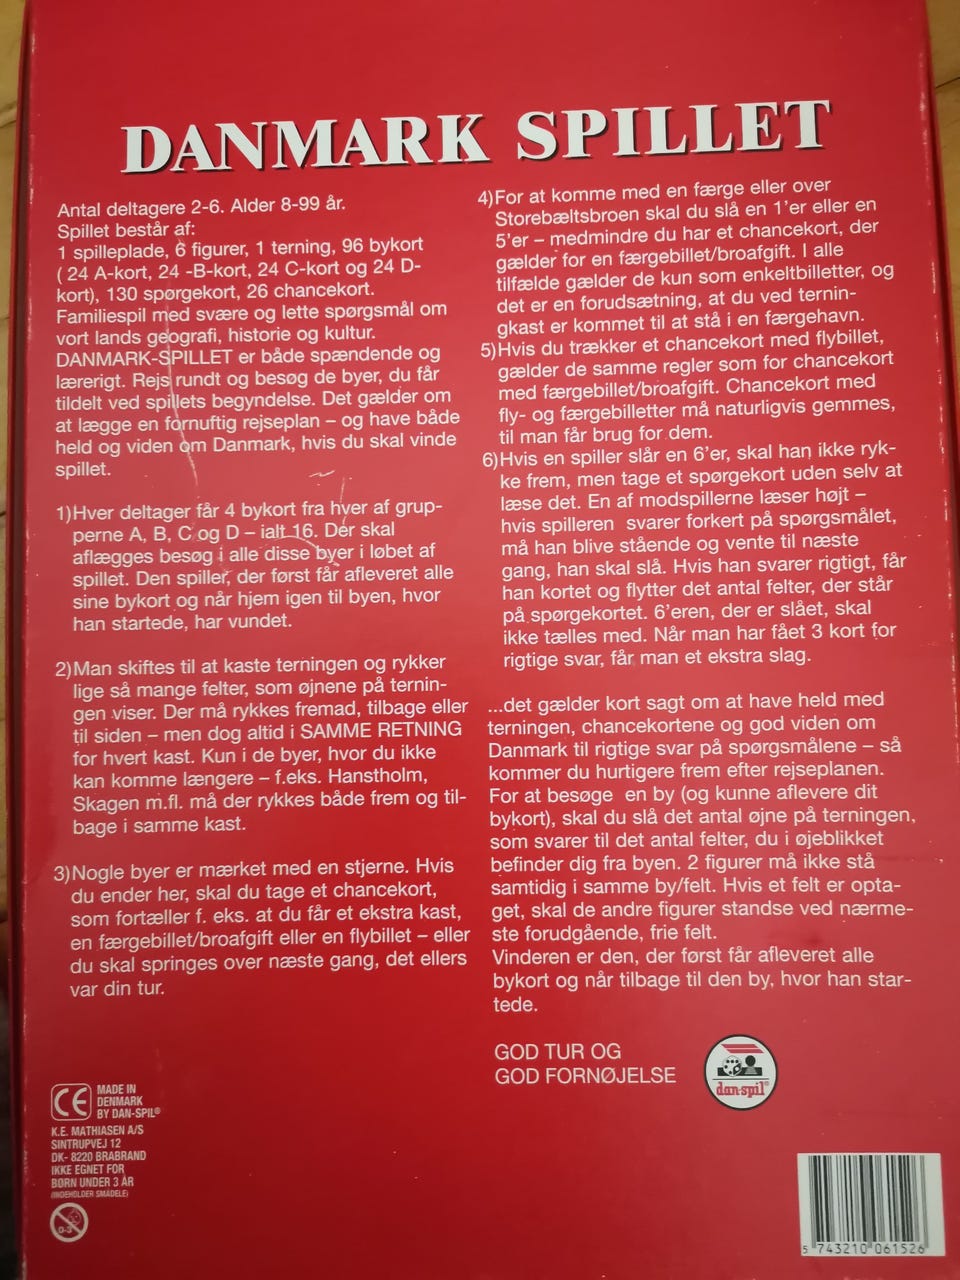 DANMARK SPILLET
Antal deltagere 2-6. Alder 8-99 år.
Spillet består af:
1 spilleplade, 6 figurer, 1 terning, 96 bykort
( 24 A-kort, 24 -B-kort, 24 C-kort og 24 D-
kort), 130 spørgekort, 26 chancekort.
Familiespil med svære og lette spørgsmål om
vort lands geografi, historie og kultur.
DANMARK-SPILLET er både spændende og
lærerigt. Rejs rundt og besøg de byer, du får
tildelt ved spillets begyndelse. Det gælder om
at lægge en fornuftig rejseplan – og have både
held og viden om Danmark, hvis du skal vinde
spillet.
1)Hver deltager får 4 bykort fra hver af grup-
perne A, B, C og D – ialt 16. Der skal
aflægges besøg i alle disse byer i løbet af
spillet. Den spiller, der først får afleveret alle
sine bykort og når hjem igen til byen, hvor
han startede, har vundet.
2)Man skiftes til at kaste terningen og rykker
lige så mange felter, som øjnene på ternin-
gen viser. Der må rykkes fremad, tilbage eller
til siden – men dog altid i SAMME RETNING
for hvert kast. Kun i de byer, hvor du ikke
kan komme længere – f.eks. Hanstholm,
Skagen m.fl. må der rykkes både frem og til-
bage i samme kast.
3)Nogle byer er mærket med en stjerne. Hvis
du ender her, skal du tage et chancekort,
som fortæller f. eks. at du får et ekstra kast,
en færgebillet/broafgift eller en flybillet – eller
du skal springes over næste gang, det ellers
var din tur.
4)For at komme med en færge eller over
Storebæltsbroen skal du slå en 1'er eller en
5'er – medmindre du har et chancekort, der
gælder for en færgebillet/broafgift. I alle
tilfælde gælder de kun som enkeltbilletter, og
det er en forudsætning, at du ved ternin-
gkast er kommet til at stå i en færgehavn.
5)Hvis du trækker et chancekort med flybillet,
gælder de samme regler som for chancekort
med færgebillet/broafgift. Chancekort med
fly- og færgebilletter må naturligvis gemmes,
til man får brug for dem.
6)Hvis en spiller slår en 6'er, skal han ikke ryk-
ke frem, men tage et spørgekort uden selv at
læse det. En af modspillerne læser højt –
hvis spilleren svarer forkert på spørgsmålet,
må han blive stående og vente til næste
gang, han skal slå. Hvis han svarer rigtigt, får
han kortet og flytter det antal felter, der står
på spørgekortet. 6'eren, der er slået, skal
ikke tælles med. Når man har fået 3 kort for
rigtige svar, får man et ekstra slag.
...det gælder kort sagt om at have held med
terningen, chancekortene og god viden om
Danmark til rigtige svar på spørgsmålene – så
kommer du hurtigere frem efter rejseplanen.
For at besøge en by (og kunne aflevere dit
bykort), skal du slå det antal øjne på terningen,
som svarer til det antal felter, du i øjeblikket
befinder dig fra byen. 2 figurer må ikke stå
samtidig i samme by/felt. Hvis et felt er opta-
get, skal de andre figurer standse ved nærme-
ste forudgående, frie felt.
Vinderen er den, der først får afleveret alle
bykort og når tilbage til den by, hvor han star-
tede.
GOD TUR OG
GOD FORNØJELSE
dan-spil®
CE
MADE IN
DENMARK
BY DAN-SPIL®
K.E. MATHIASEN A/S
SINTRUPVEJ 12
DK- 8220 BRABRAND
IKKE EGNET FOR
BØRN UNDER 3 ÅR
(INDEHOLDER SMÅDELE)
0-3
5 743210 061526